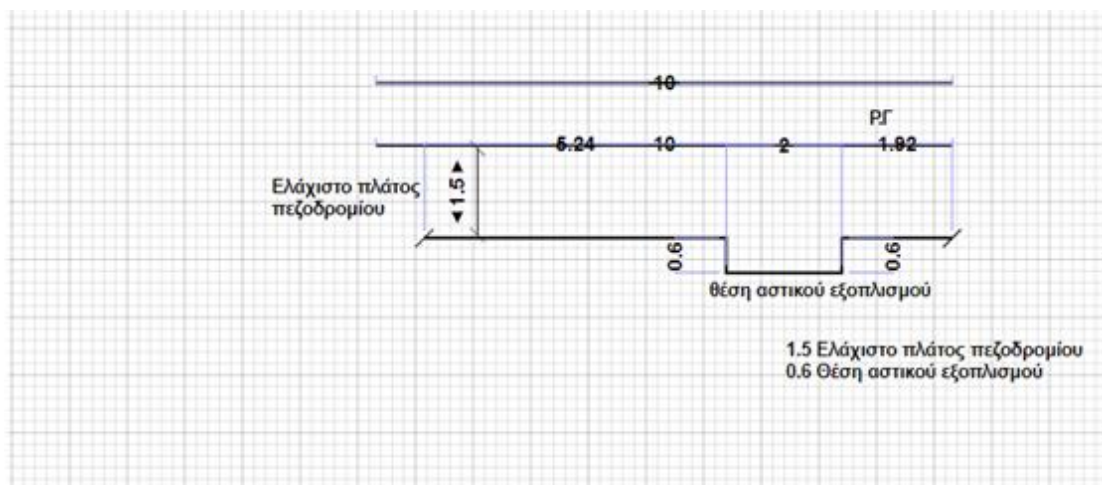 10
Ρ.Γ
5.24 10 2 1.92
Ελάχιστο πλάτος
πεζοδρομίου
1.5
0.6
0.6
θέση αστικού εξοπλισμού
1.5 Ελάχιστο πλάτος πεζοδρομίου
0.6 Θέση αστικού εξοπλισμού